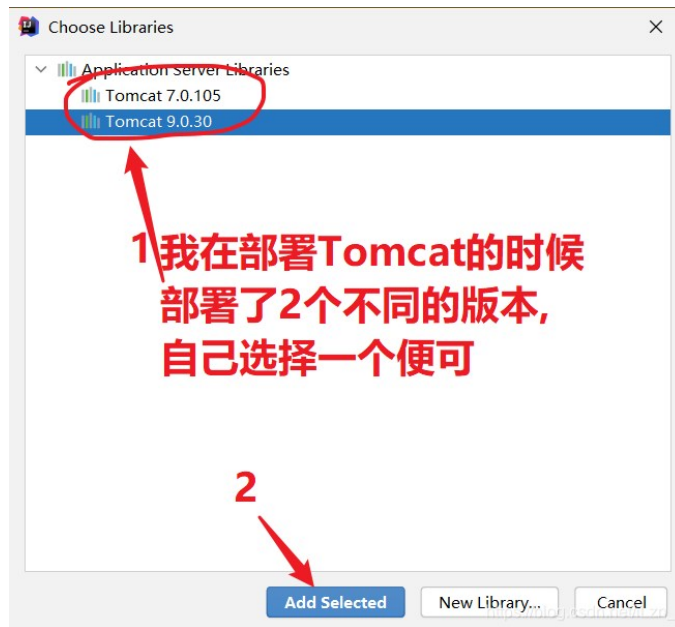 Choose Libraries
Application Server Libraries
Tomcat 7.0.105
Tomcat 9.0.30
1我在部署Tomcat的时候
部署了2个不同的版本,
自己选择一个便可
2
Add Selected
New Library...
Cancel